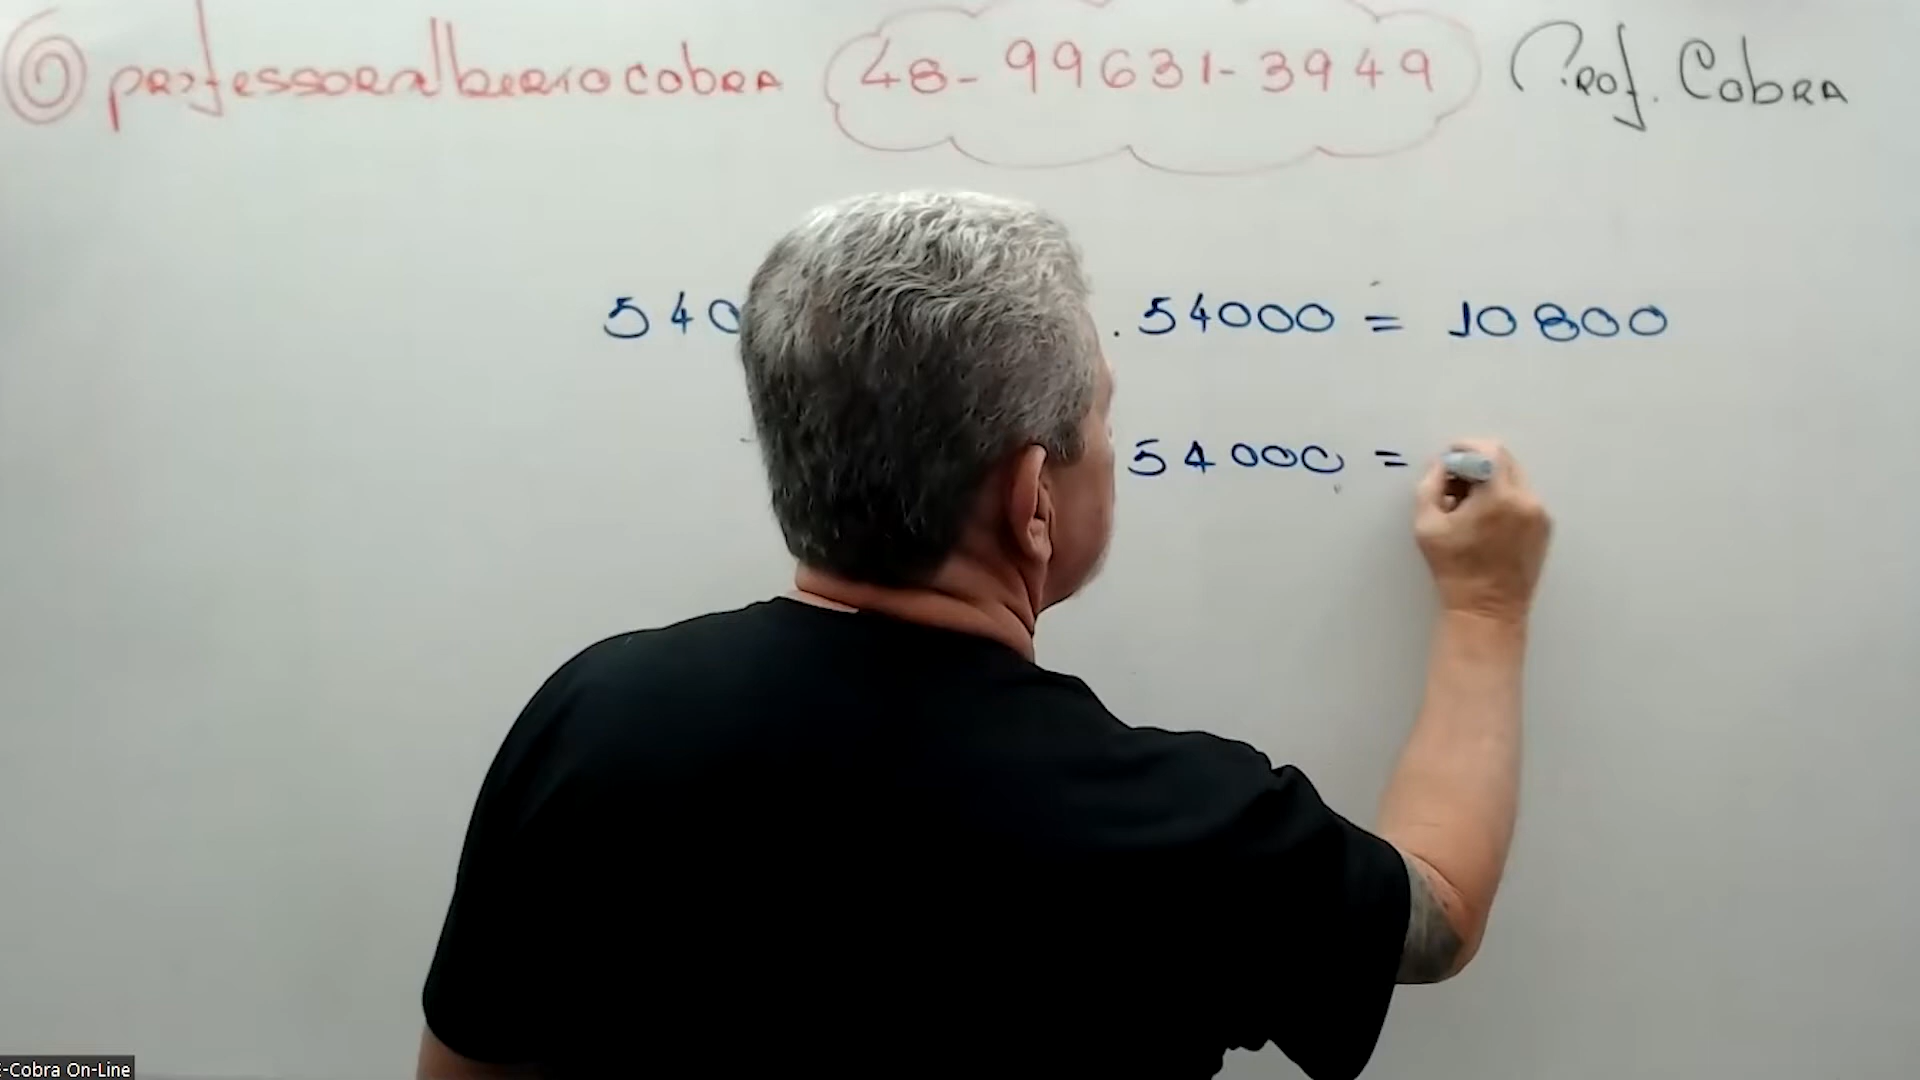 @professoralbertocobra 48-99631-3949 Prof. Cobra
540 . 54000 = 10800
54000 =
E-Cobra On-Line